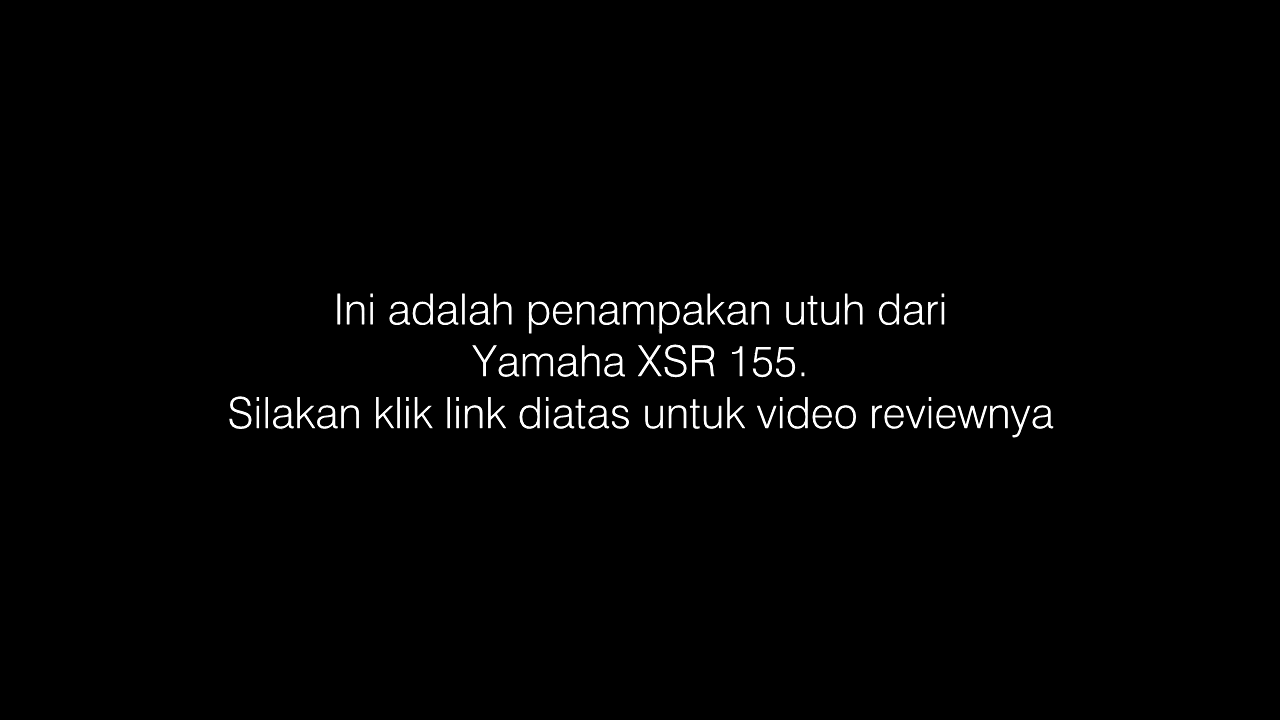 Ini adalah penampakan utuh dari
Yamaha XSR 155.
Silakan klik link diatas untuk video reviewnya